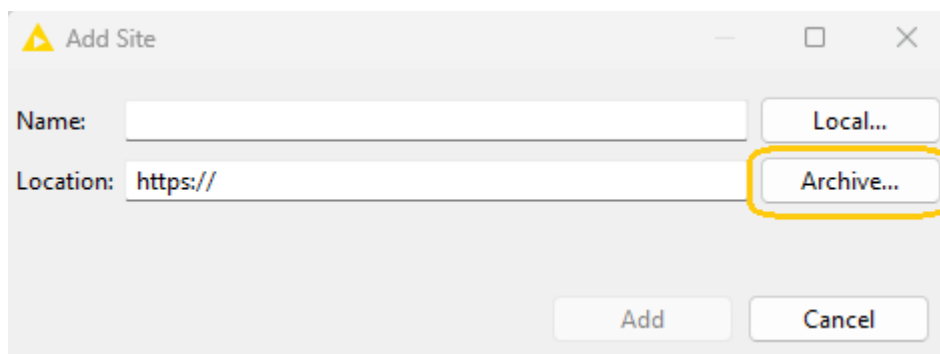 Add Site
Name: Local...
Location: https:// Archive...
Add Cancel